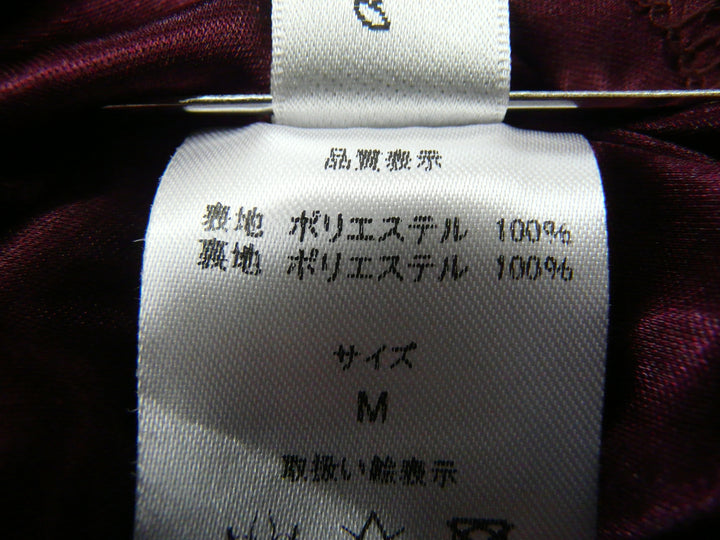 品質表示
表地 ポリエステル 100%
裏地 ポリエステル 100%
サイズ
M
取扱い絵表示